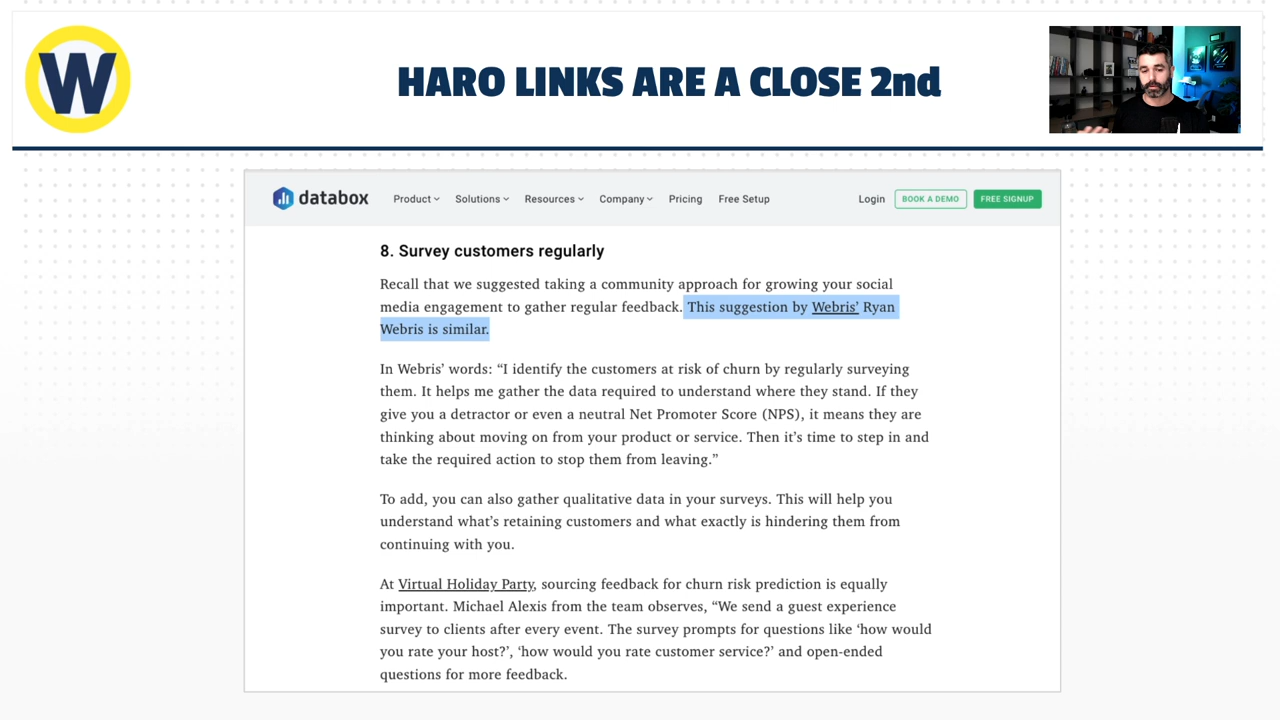 W
HARO LINKS ARE A CLOSE 2nd
databox Product Solutions Resources Company Pricing Free Setup Login BOOK A DEMO FREE SIGNUP
8. Survey customers regularly
Recall that we suggested taking a community approach for growing your social
media engagement to gather regular feedback. This suggestion by Webris’ Ryan
Webris is similar.
In Webris’ words: “I identify the customers at risk of churn by regularly surveying
them. It helps me gather the data required to understand where they stand. If they
give you a detractor or even a neutral Net Promoter Score (NPS), it means they are
thinking about moving on from your product or service. Then it’s time to step in and
take the required action to stop them from leaving.”
To add, you can also gather qualitative data in your surveys. This will help you
understand what’s retaining customers and what exactly is hindering them from
continuing with you.
At Virtual Holiday Party, sourcing feedback for churn risk prediction is equally
important. Michael Alexis from the team observes, “We send a guest experience
survey to clients after every event. The survey prompts for questions like ‘how would
you rate your host?’, ‘how would you rate customer service?’ and open-ended
questions for more feedback.